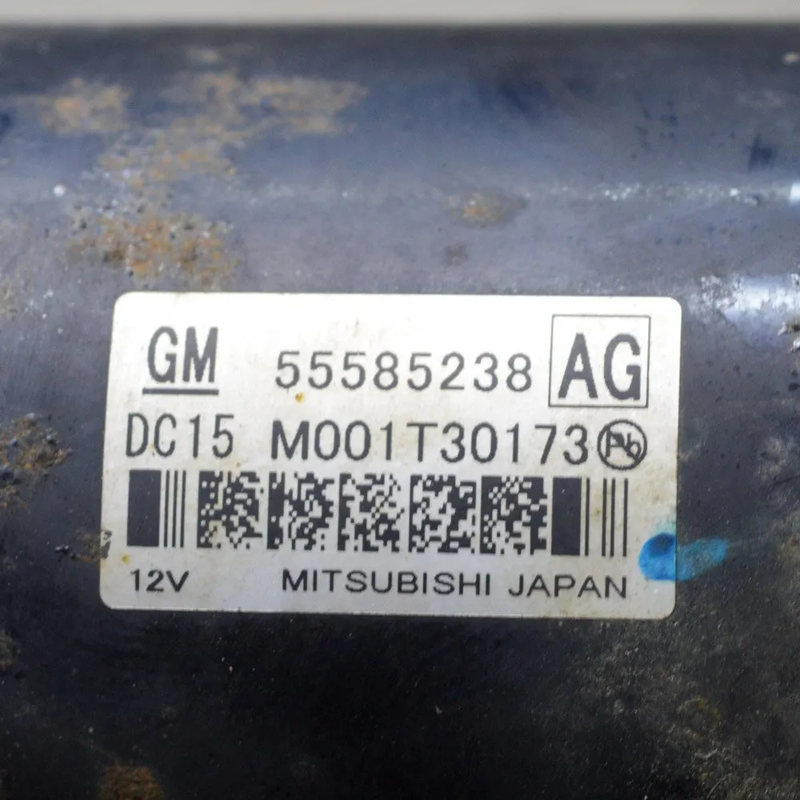 GM 55585238 AG
DC15 M001T30173 Pb
12V MITSUBISHI JAPAN